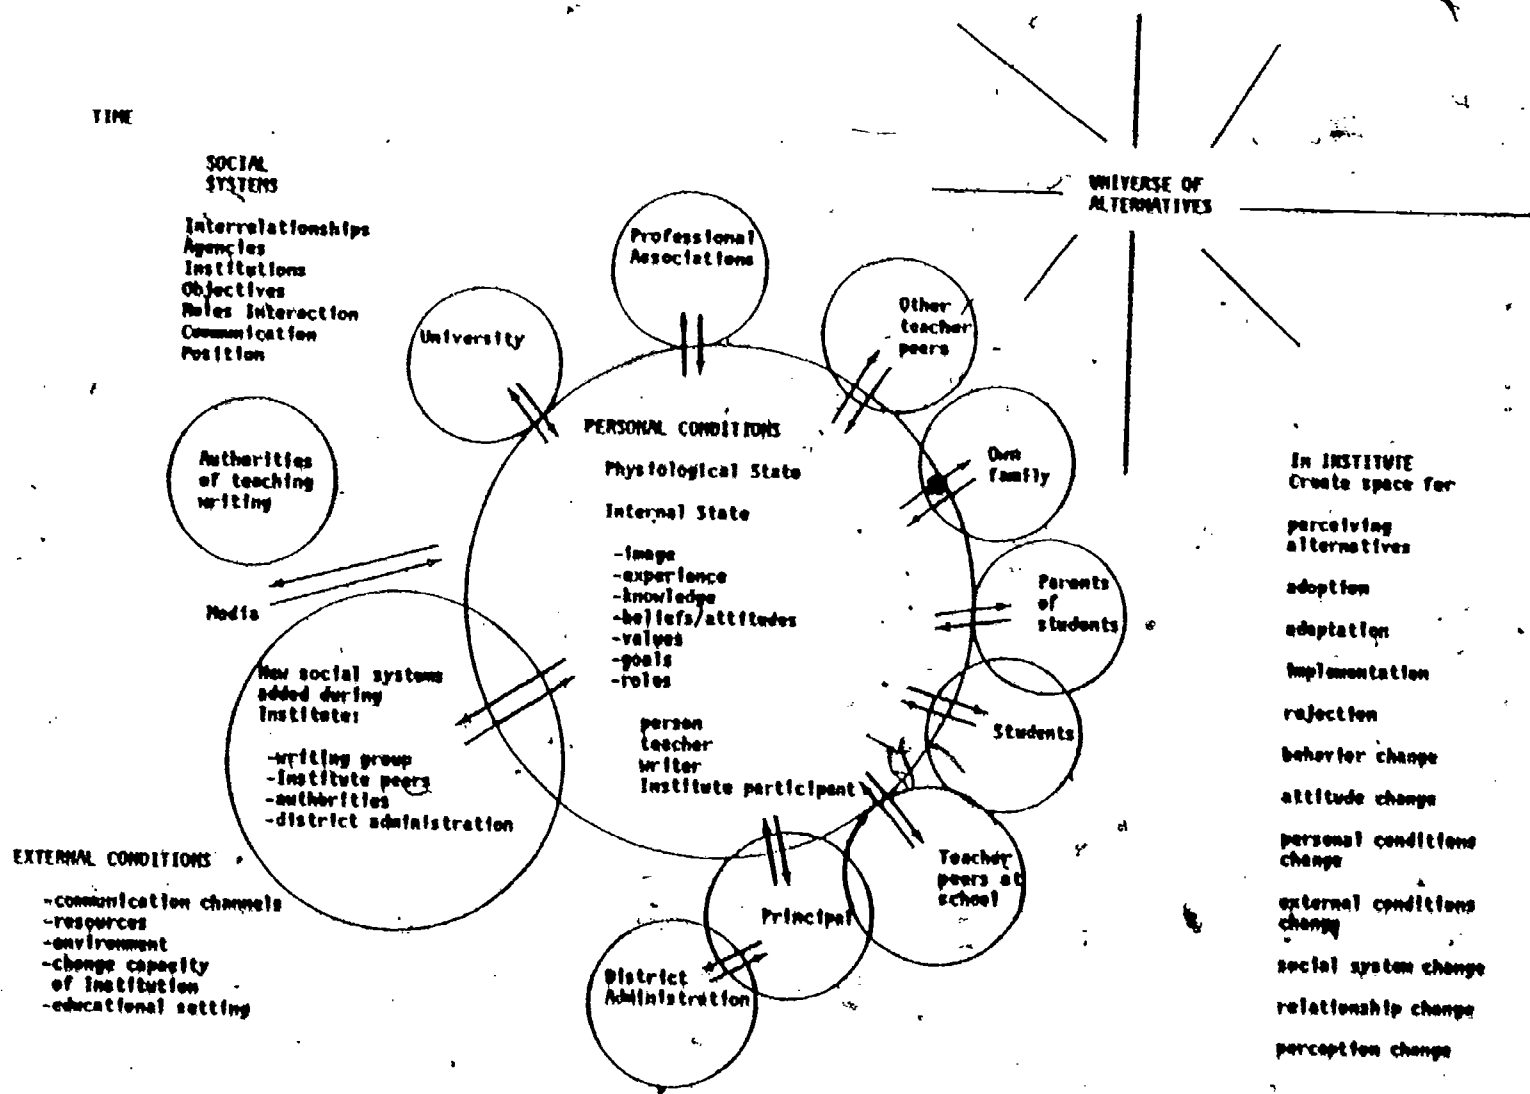 TIME
SOCIAL
SYSTEMS
Interrelationships
Agencies
Institutions
Objectives
Rules Interaction
Communication
Position
UNIVERSE OF
ALTERNATIVES
Professional
Associations
University
Other
teacher
peers
Own
family
Authorities
of teaching
writing
Media
PERSONAL CONDITIONS
Physiological State
Internal State
-image
-experience
-knowledge
-beliefs/attitudes
-values
-goals
-roles
person
teacher
writer
Institute participant
Parents
of
students
Students
Teacher
peers at
school
Principal
District
Administration
New social systems
added during
Institute:
-writing group
-Institute peers
-authorities
-district administration
EXTERNAL CONDITIONS
-communication channels
-resources
-environment
-change capacity
of institution
-educational setting
In INSTITUTE
Create space for
perceiving
alternatives
adoption
adaptation
implementation
rejection
behavior change
attitude change
personal conditions
change
external conditions
change
social system change
relationship change
perception change